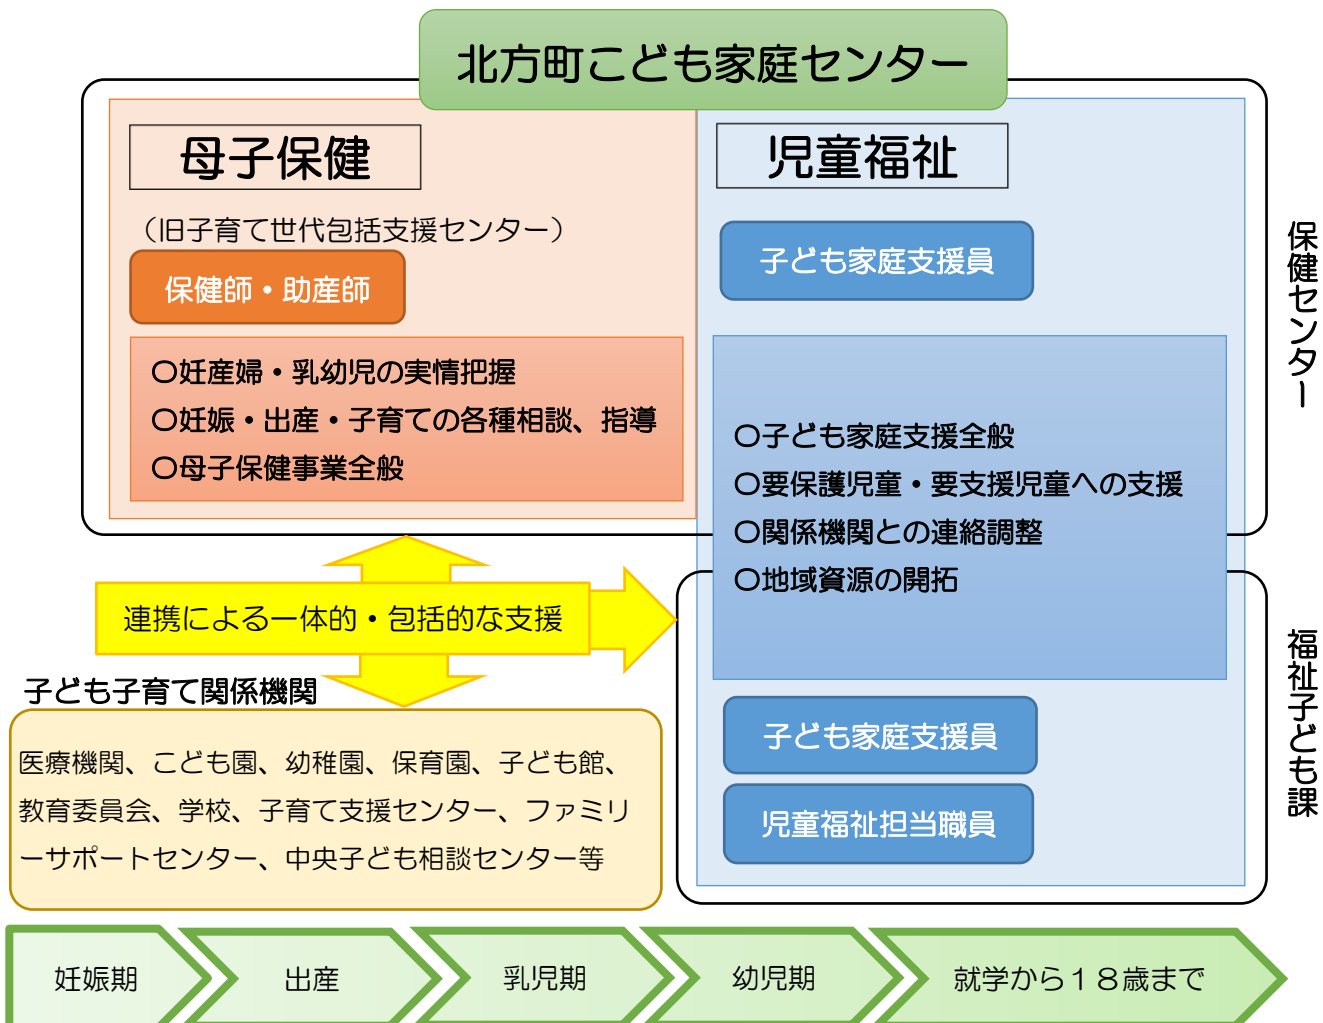 北方町こども家庭センター
母子保健
（旧子育て世代包括支援センター）
保健師・助産師
〇妊産婦・乳幼児の実情把握
〇妊娠・出産・子育ての各種相談、指導
〇母子保健事業全般
児童福祉
子ども家庭支援員
〇子ども家庭支援全般
〇要保護児童・要支援児童への支援
〇関係機関との連絡調整
〇地域資源の開拓
子ども家庭支援員
児童福祉担当職員
保健センター
福祉子ども課
連携による一体的・包括的な支援
子ども子育て関係機関
医療機関、こども園、幼稚園、保育園、子ども館、
教育委員会、学校、子育て支援センター、ファミリ
ーサポートセンター、中央子ども相談センター等
妊娠期
出産
乳児期
幼児期
就学から１８歳まで